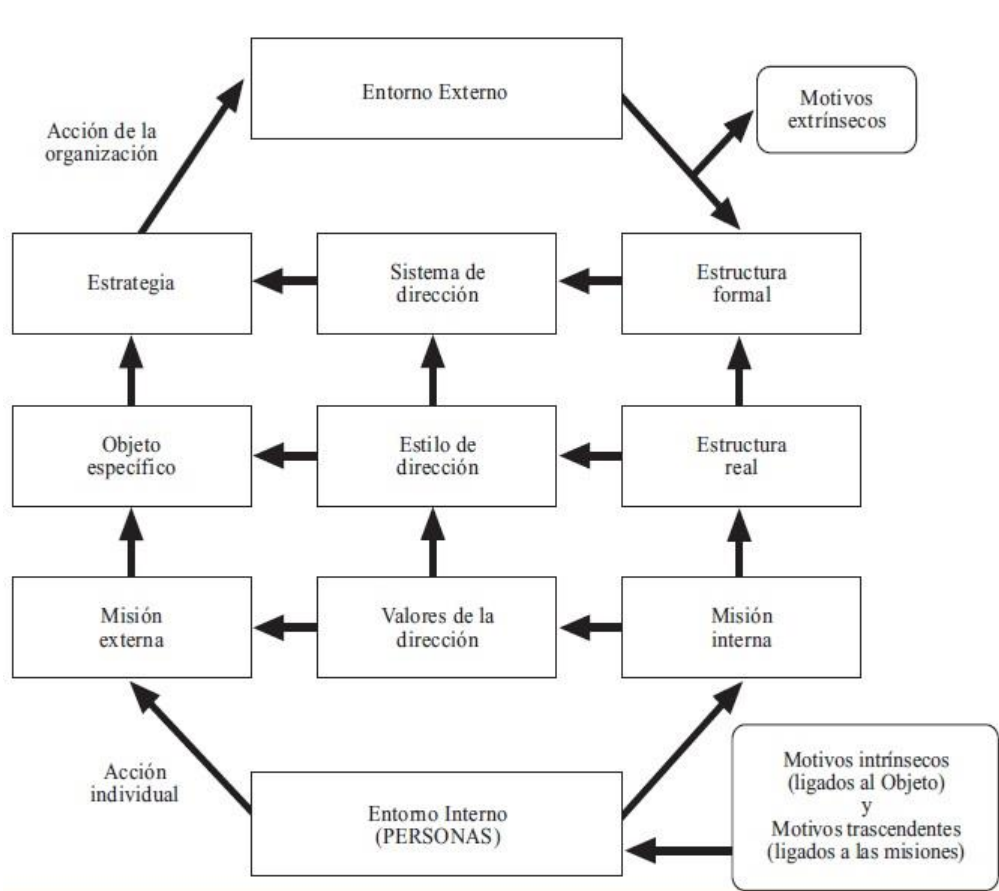 Entorno Externo
Motivos
extrínsecos
Acción de la
organización
Estrategia
Sistema de
dirección
Estructura
formal
Objeto
específico
Estilo de
dirección
Estructura
real
Misión
externa
Valores de la
dirección
Misión
interna
Acción
individual
Entorno Interno
(PERSONAS)
Motivos intrínsecos
(ligados al Objeto)
y
Motivos trascendentes
(ligados a las misiones)